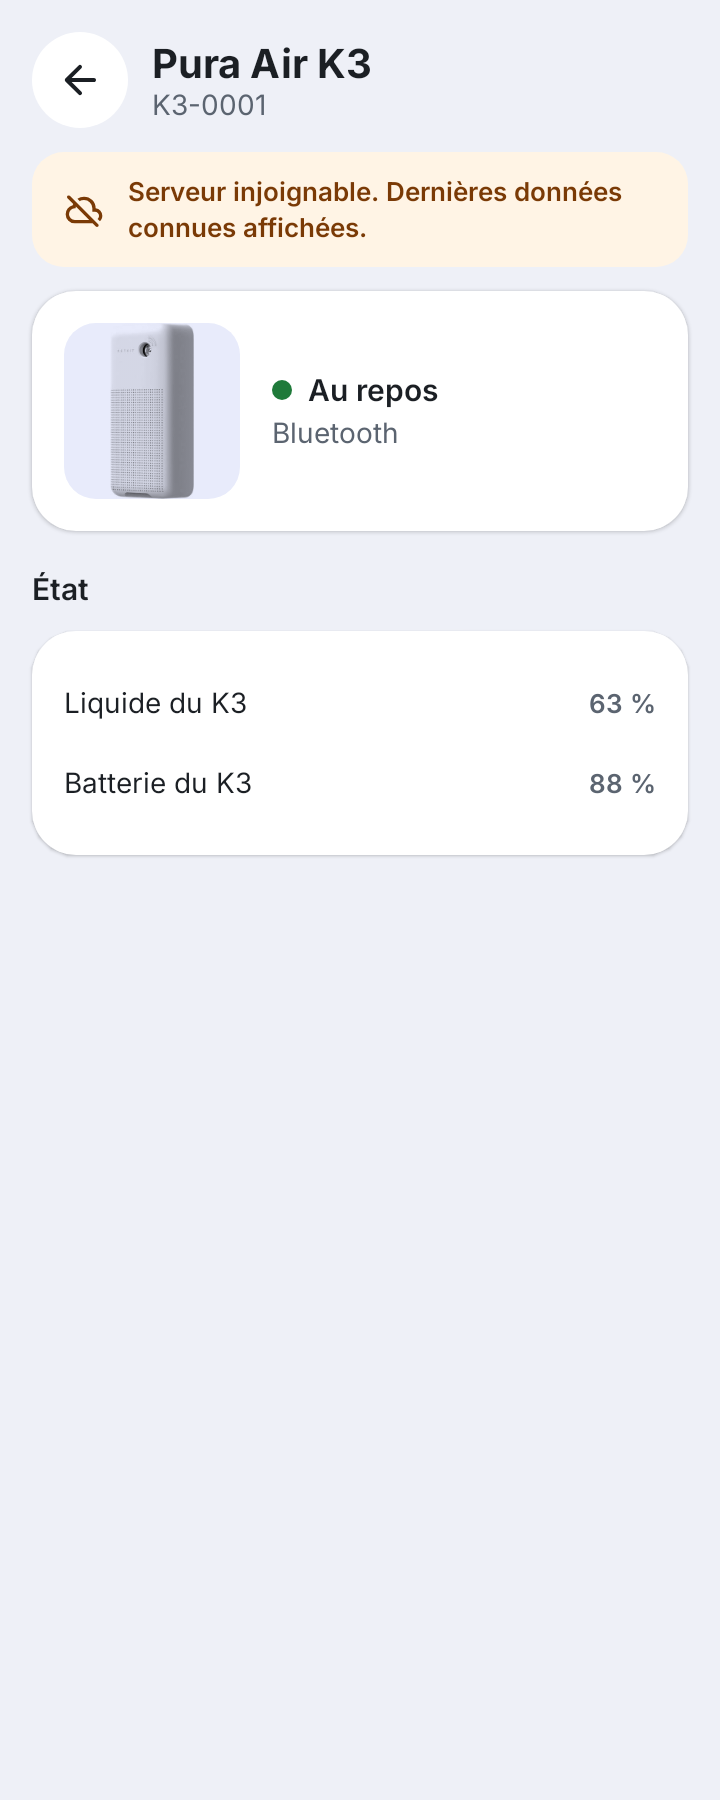 Pura Air K3
K3-0001
Serveur injoignable. Dernières données
connues affichées.
Au repos
Bluetooth
État
Liquide du K3 63 %
Batterie du K3 88 %